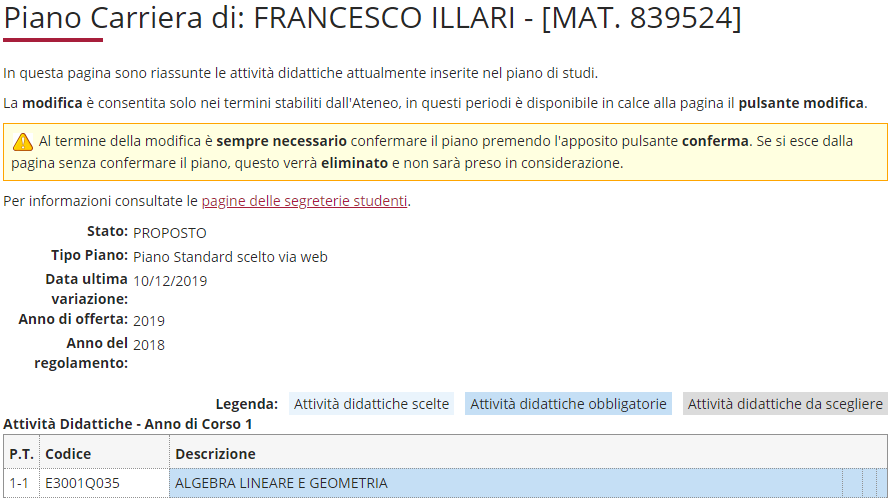 Piano Carriera di: FRANCESCO ILLARI - [MAT. 839524]
In questa pagina sono riassunte le attività didattiche attualmente inserite nel piano di studi.
La modifica è consentita solo nei termini stabiliti dall'Ateneo, in questi periodi è disponibile in calce alla pagina il pulsante modifica.
Al termine della modifica è sempre necessario confermare il piano premendo l'apposito pulsante conferma. Se si esce dalla
pagina senza confermare il piano, questo verrà eliminato e non sarà preso in considerazione.
Per informazioni consultate le pagine delle segreterie studenti.
Stato: PROPOSTO
Tipo Piano: Piano Standard scelto via web
Data ultima 10/12/2019
variazione:
Anno di offerta: 2019
Anno del 2018
regolamento:
Legenda: Attività didattiche scelte Attività didattiche obbligatorie Attività didattiche da scegliere
Attività Didattiche - Anno di Corso 1
P.T. Codice Descrizione
1-1 E3001Q035 ALGEBRA LINEARE E GEOMETRIA